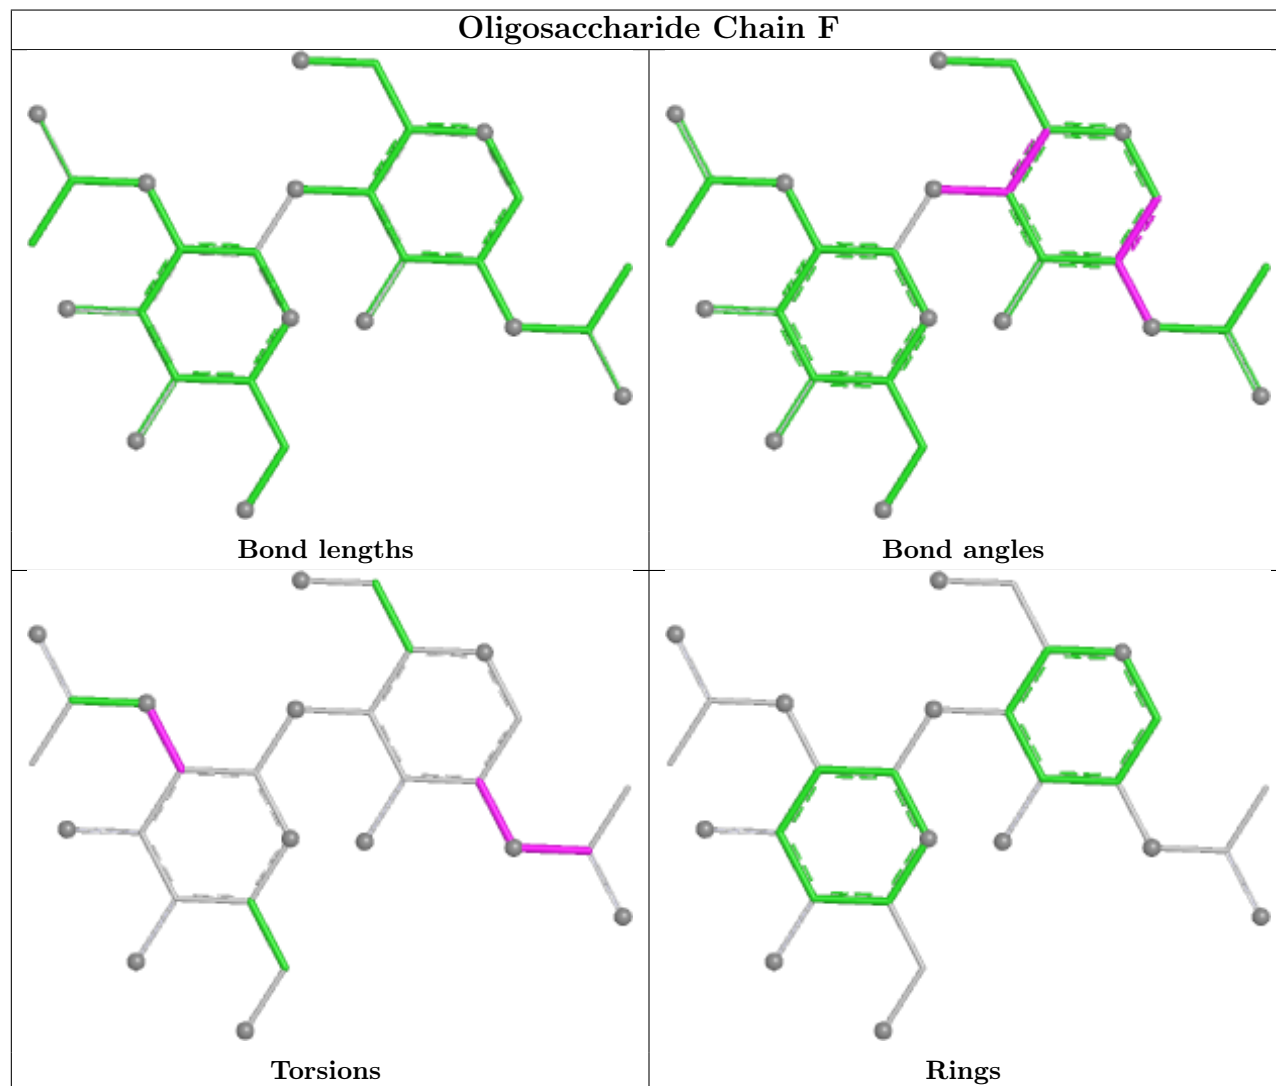 Oligosaccharide Chain F
Bond lengths
Bond angles
Torsions
Rings